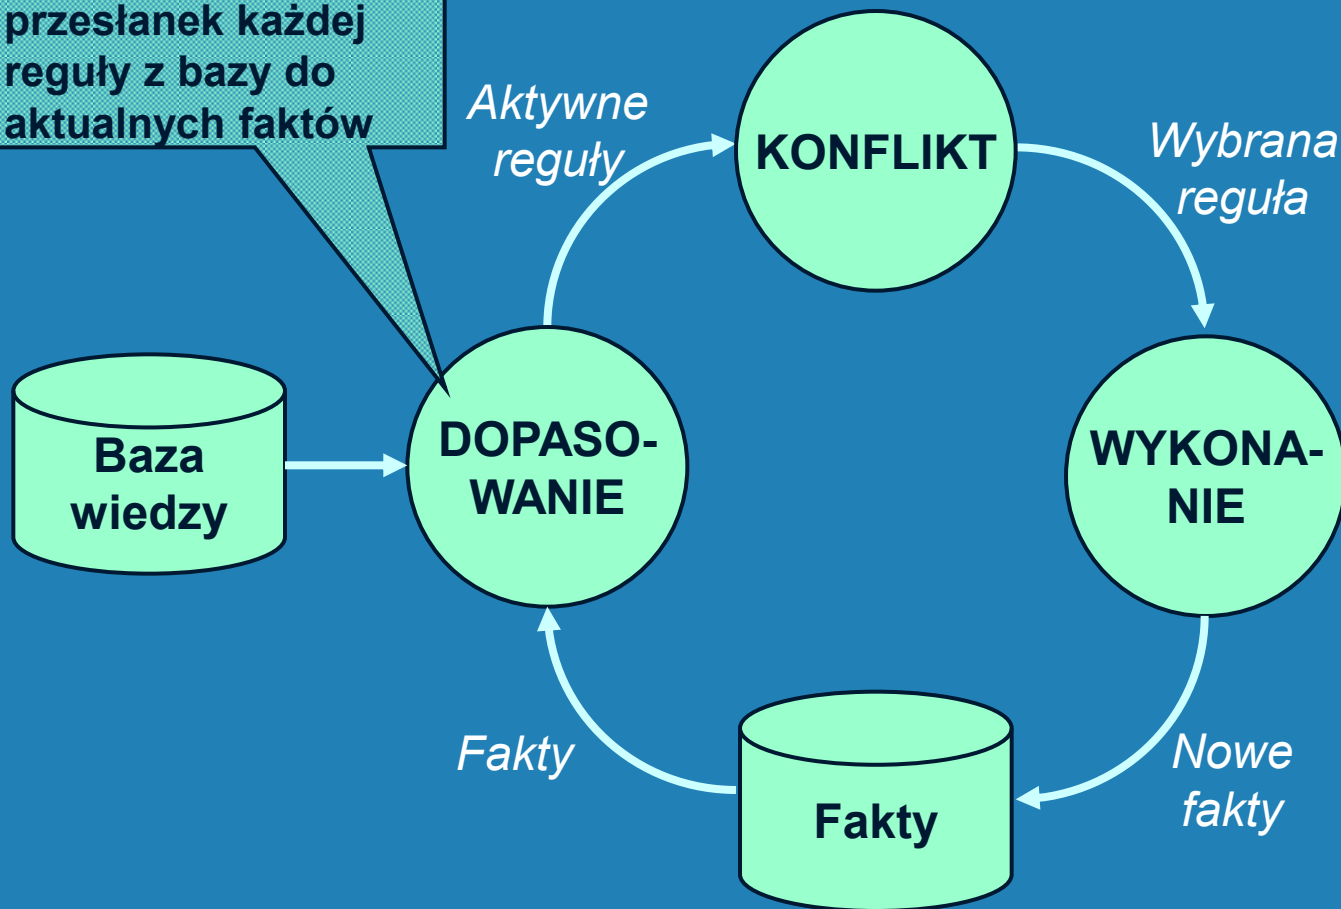 przesłanek każdej
reguły z bazy do
aktualnych faktów
Aktywne
reguły
KONFLIKT
Wybrana
reguła
Baza
wiedzy
DOPASO-
WANIE
WYKONA-
NIE
Fakty
Fakty
Nowe
fakty